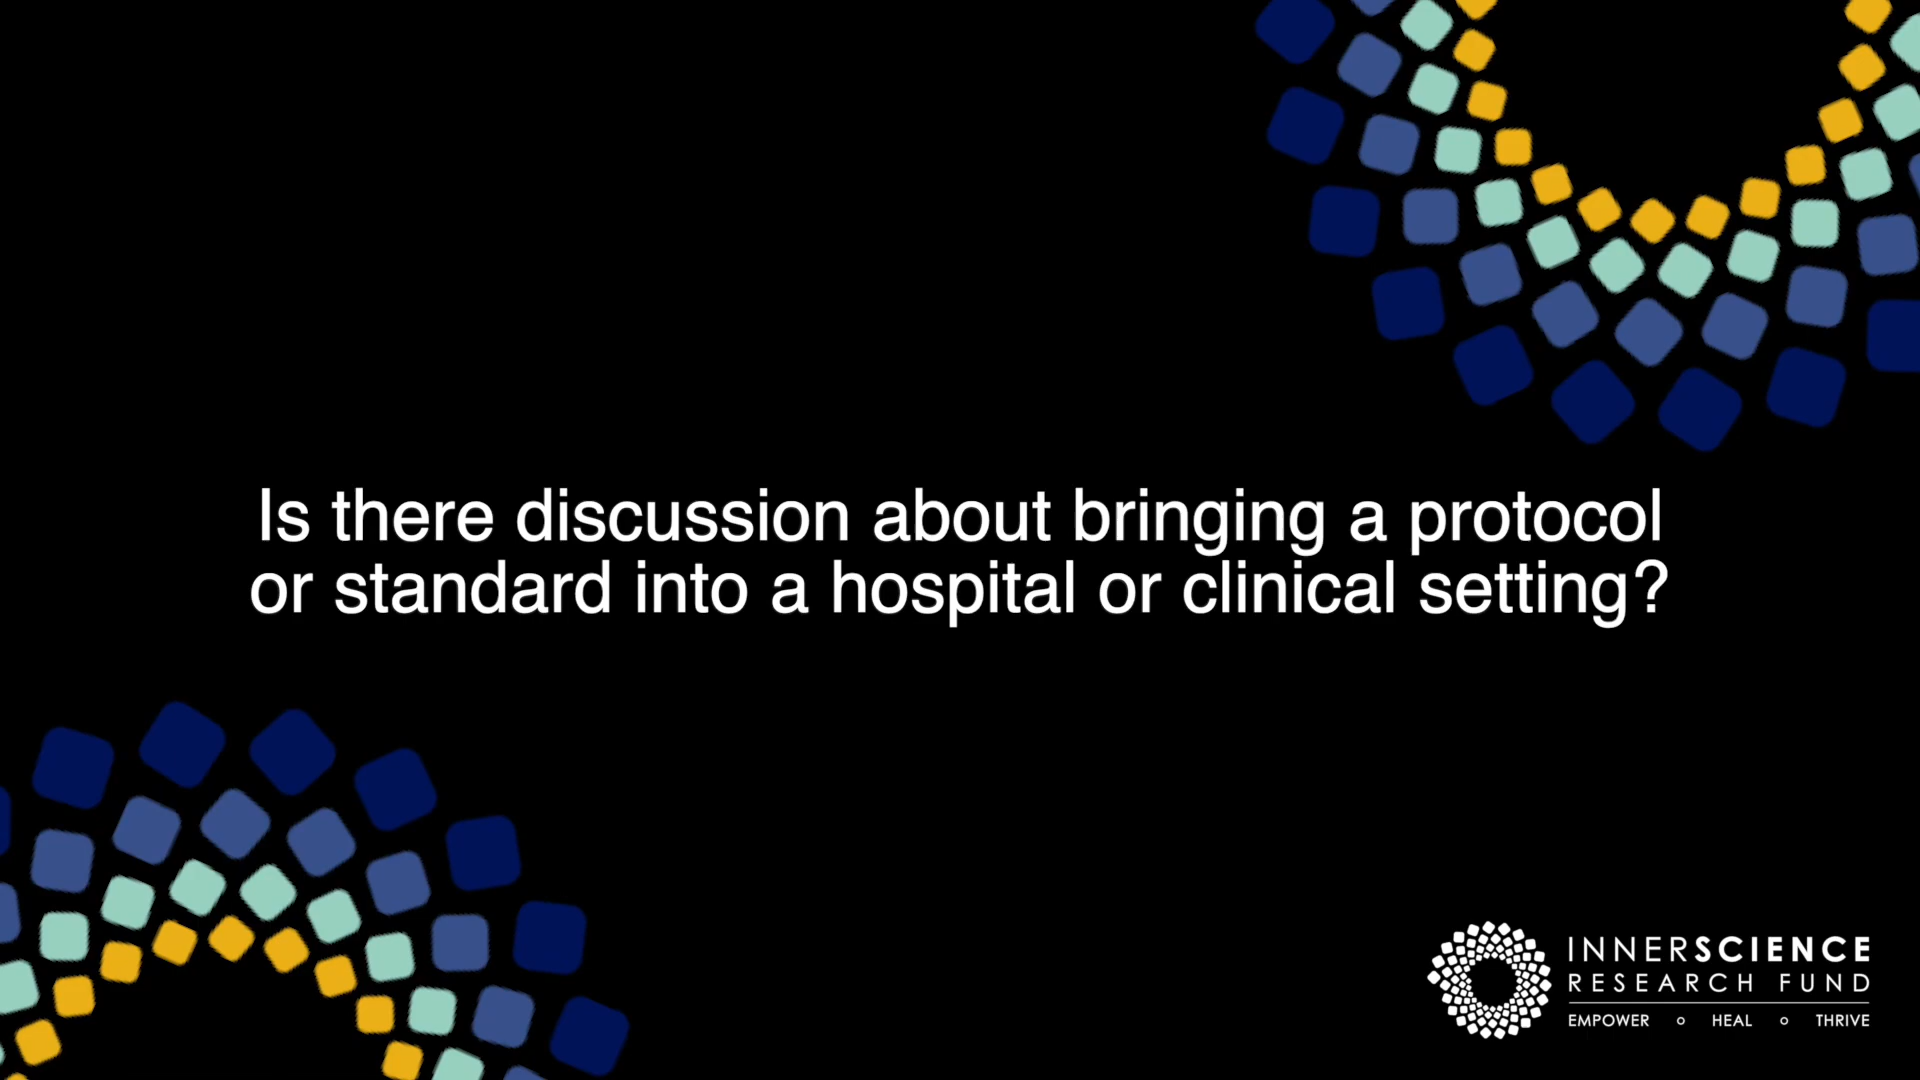 Is there discussion about bringing a protocol
or standard into a hospital or clinical setting?
INNERSCIENCE
RESEARCH FUND
EMPOWER o HEAL o THRIVE